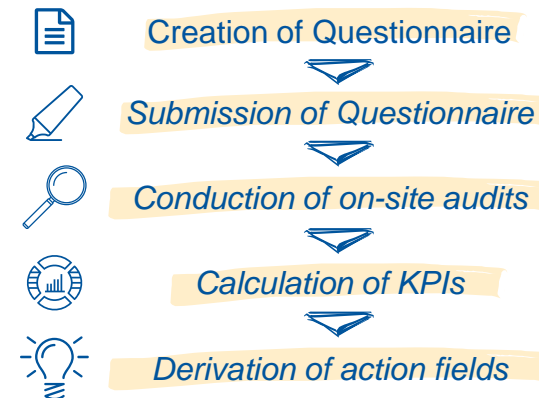 Creation of Questionnaire
Submission of Questionnaire
Conduction of on-site audits
Calculation of KPIs
Derivation of action fields